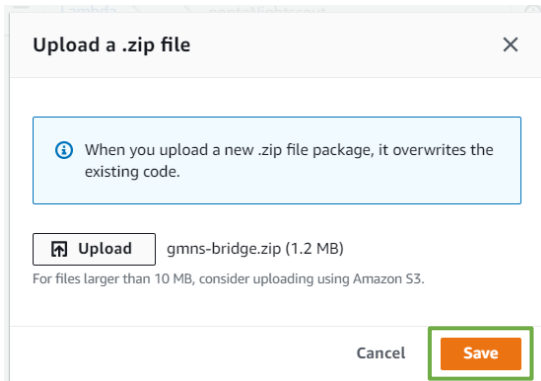 Lambda
Upload a .zip file
When you upload a new .zip file package, it overwrites the
existing code.
Upload gmns-bridge.zip (1.2 MB)
For files larger than 10 MB, consider uploading using Amazon S3.
Cancel Save